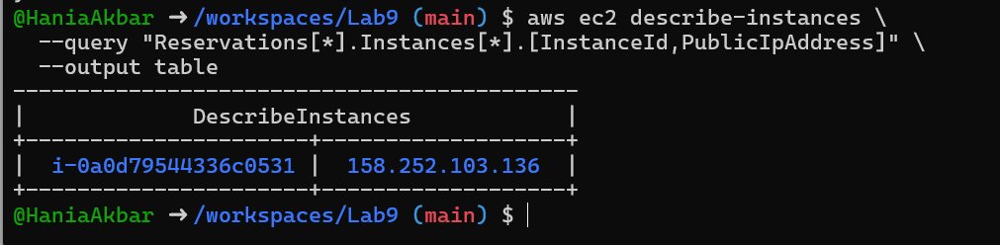 @HaniaAkbar ➜ /workspaces/Lab9 (main) $ aws ec2 describe-instances \
  --query "Reservations[*].Instances[*].[InstanceId,PublicIpAddress]" \
  --output table
--------------------------------------------
|             DescribeInstances            |
+-----------------------+------------------+
|  i-0a0d79544336c0531  |  158.252.103.136  |
+-----------------------+------------------+
@HaniaAkbar ➜ /workspaces/Lab9 (main) $